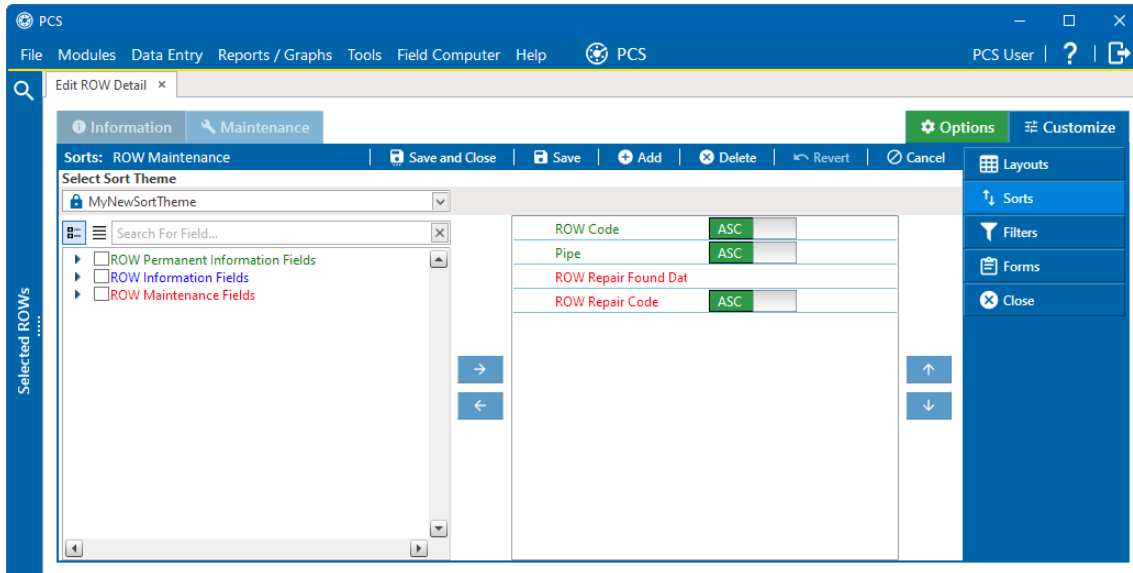 PCS
File Modules Data Entry Reports / Graphs Tools Field Computer Help PCS PCS User | ? |
Edit ROW Detail ×
Information Maintenance Options Customize
Sorts: ROW Maintenance | Save and Close | Save | Add | Delete | Revert | Cancel
Select Sort Theme
MyNewSortTheme
Search For Field...
ROW Permanent Information Fields
ROW Information Fields
ROW Maintenance Fields
ROW Code ASC
Pipe ASC
ROW Repair Found Dat
ROW Repair Code ASC
Layouts
Sorts
Filters
Forms
Close
Selected ROWs